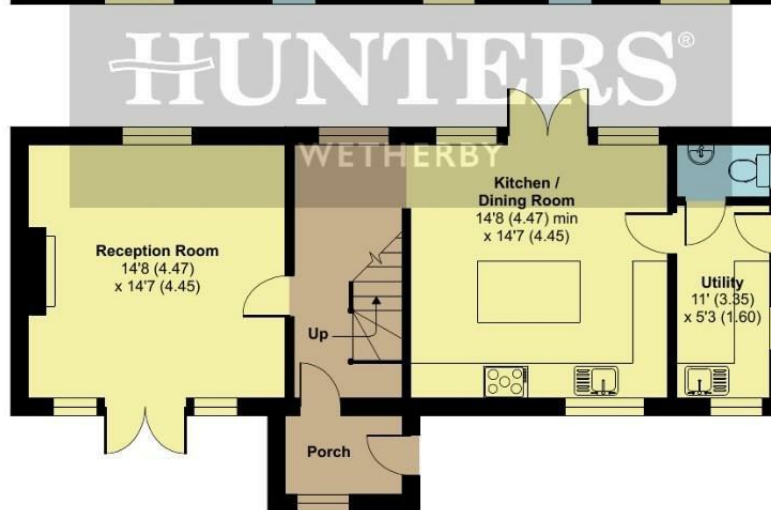 HUNTERS®
WETHERBY
Kitchen /
Dining Room
14'8 (4.47) min
x 14'7 (4.45)
Reception Room
14'8 (4.47)
x 14'7 (4.45)
Utility
11' (3.35)
x 5'3 (1.60)
Up
Porch